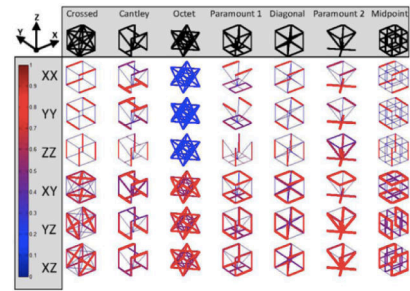 Z
Y
X
Crossed Cantley Octet Paramount 1 Diagonal Paramount 2 Midpoint
1
0.9
0.8
0.7
0.6
0.5
0.4
0.3
0.2
0.1
0
XX
YY
ZZ
XY
YZ
XZ